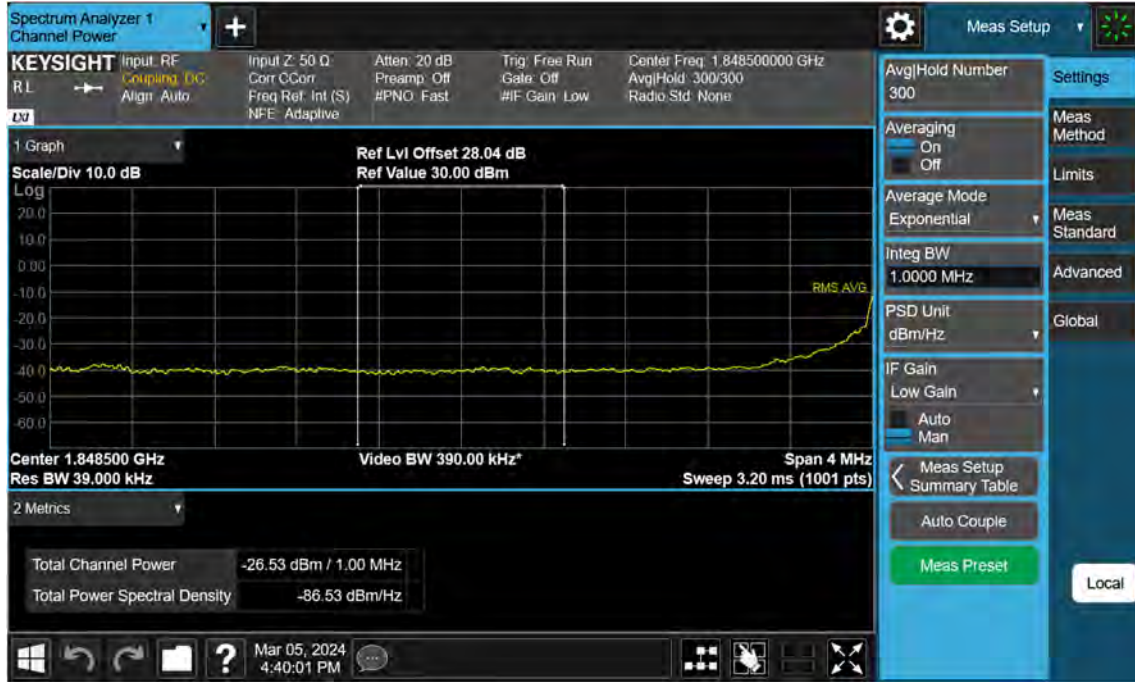 Spectrum Analyzer 1
Channel Power
Meas Setup
KEYSIGHT
RL
LXI
Input: RF
Coupling: DC
Align: Auto
Input Z: 50 Ω
Corr CCorr
Freq Ref: Int (S)
NFE: Adaptive
Atten: 20 dB
Preamp: Off
#PNO: Fast
Trig: Free Run
Gate: Off
#IF Gain: Low
Center Freq: 1.848500000 GHz
Avg|Hold: 300/300
Radio Std: None
1 Graph
Scale/Div 10.0 dB
Ref Lvl Offset 28.04 dB
Ref Value 30.00 dBm
Log
20.0
10.0
0.00
-10.0
-20.0
-30.0
-40.0
-50.0
-60.0
RMS AVG
Center 1.848500 GHz
Video BW 390.00 kHz*
Span 4 MHz
Res BW 39.000 kHz
Sweep 3.20 ms (1001 pts)
2 Metrics
Total Channel Power -26.53 dBm / 1.00 MHz
Total Power Spectral Density -86.53 dBm/Hz
Mar 05, 2024
4:40:01 PM
Avg|Hold Number
300
Averaging
On
Off
Average Mode
Exponential
Integ BW
1.0000 MHz
PSD Unit
dBm/Hz
IF Gain
Low Gain
Auto
Man
Meas Setup
Summary Table
Auto Couple
Meas Preset
Settings
Meas
Method
Limits
Meas
Standard
Advanced
Global
Local